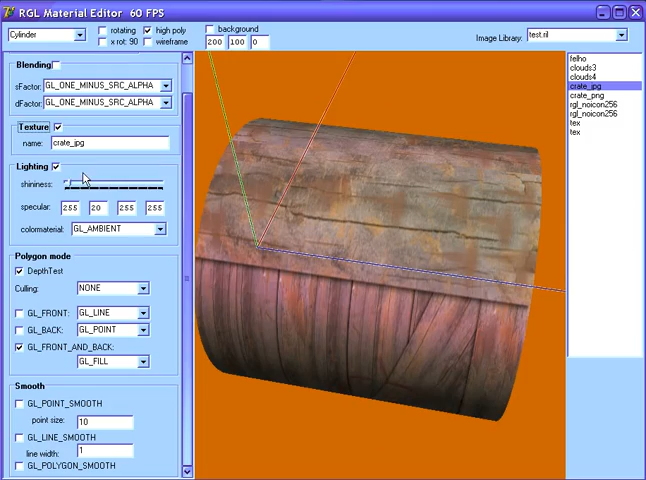 RGL Material Editor 60 FPS
Cylinder
rotating
high poly
x rot: 90
wireframe
background
200 100 0
Image Library: test.ril
Blending
sFactor: GL_ONE_MINUS_SRC_ALPHA
dFactor: GL_ONE_MINUS_SRC_ALPHA
Texture
name: crate_jpg
Lighting
shininess:
specular: 255 20 255 255
colormaterial: GL_AMBIENT
Polygon mode
DepthTest
Culling: NONE
GL_FRONT: GL_LINE
GL_BACK: GL_POINT
GL_FRONT_AND_BACK:
GL_FILL
Smooth
GL_POINT_SMOOTH
point size: 10
GL_LINE_SMOOTH
line width: 1
GL_POLYGON_SMOOTH
felho
clouds3
clouds4
crate_jpg
crate_png
rgl_noicon256
rgl_noicon256
tex
tex